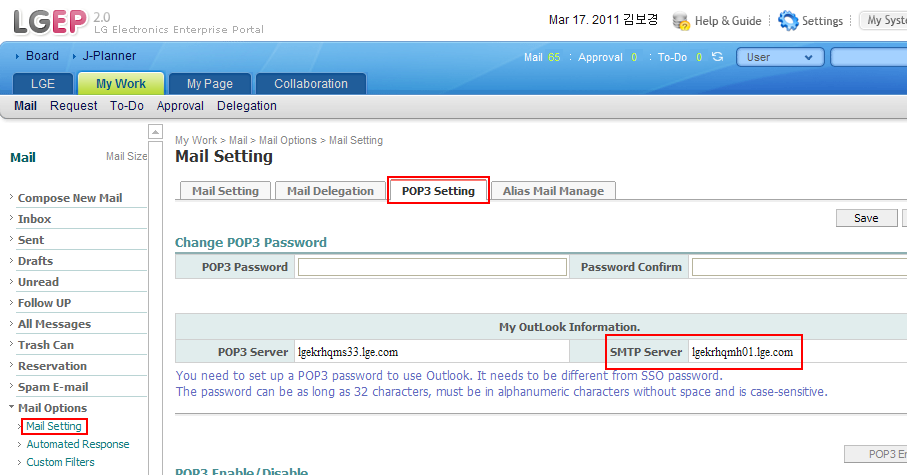 LGEP 2.0
LG Electronics Enterprise Portal
Mar 17. 2011 김보경 Help & Guide Settings My Syste
Board J-Planner
Mail 65 : Approval 0 : To-Do 0 User
LGE My Work My Page Collaboration
Mail Request To-Do Approval Delegation
My Work > Mail > Mail Options > Mail Setting
Mail Mail Size
Mail Setting
Mail Setting Mail Delegation POP3 Setting Alias Mail Manage
Compose New Mail
Inbox
Sent
Drafts
Unread
Follow UP
All Messages
Trash Can
Reservation
Spam E-mail
Mail Options
Mail Setting
Automated Response
Custom Filters
Save
Change POP3 Password
POP3 Password Password Confirm
My OutLook Information.
POP3 Server lgekrhqms33.lge.com SMTP Server lgekrhqmh01.lge.com
You need to set up a POP3 password to use Outlook. It needs to be different from SSO password.
The password can be as long as 32 characters, must be in alphanumeric characters without space and is case-sensitive.
POP3 En
POP3 Enable/Disable